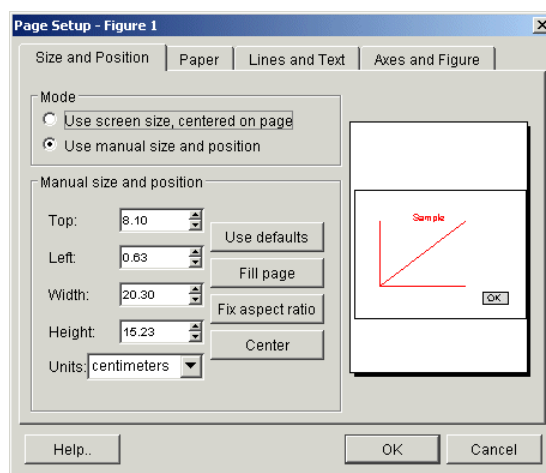 Page Setup - Figure 1
Size and Position Paper Lines and Text Axes and Figure
Mode
Use screen size, centered on page
Use manual size and position
Manual size and position
Top: 8.10
Left: 0.63
Width: 20.30
Height: 15.23
Units: centimeters
Use defaults
Fill page
Fix aspect ratio
Center
Sample
OK
Help.. OK Cancel